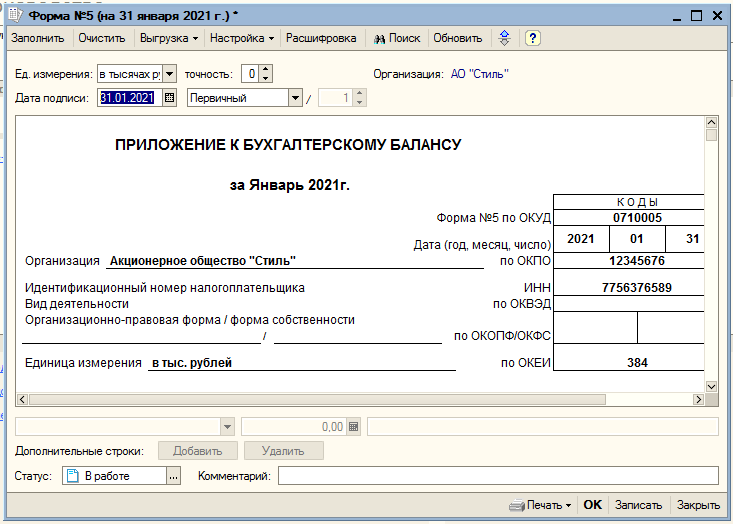 Форма №5 (на 31 января 2021 г.) *
Заполнить Очистить Выгрузка Настройка Расшифровка Поиск Обновить ?
Ед. измерения: в тысячах ру точность: 0 Организация: АО "Стиль"
Дата подписи: 31.01.2021 Первичный / 1
ПРИЛОЖЕНИЕ К БУХГАЛТЕРСКОМУ БАЛАНСУ
за Январь 2021г.
К О Д Ы
Форма №5 по ОКУД 0710005
Дата (год, месяц, число) 2021 01 31
Организация Акционерное общество "Стиль" по ОКПО 12345676
Идентификационный номер налогоплательщика ИНН 7756376589
Вид деятельности по ОКВЭД
Организационно-правовая форма / форма собственности
/ по ОКОПФ/ОКФС
Единица измерения в тыс. рублей по ОКЕИ 384
0,00
Дополнительные строки: Добавить Удалить
Статус: В работе ... Комментарий:
Печать OK Записать Закрыть